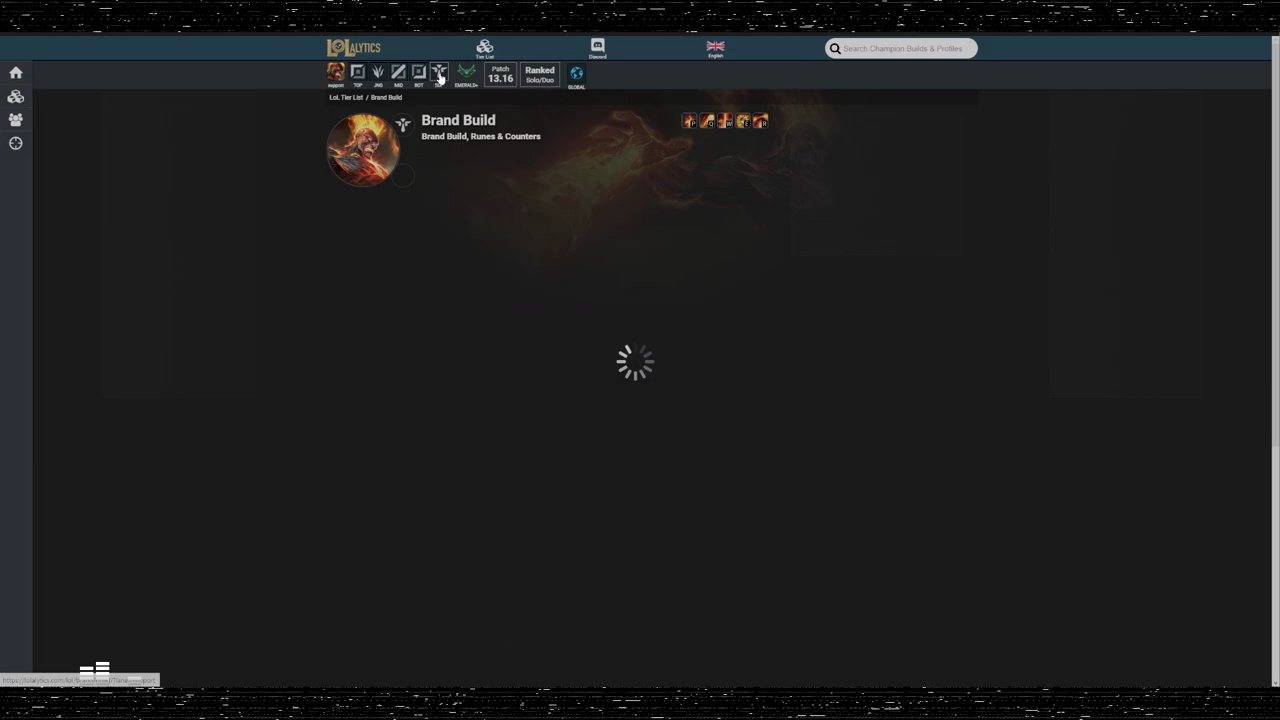 LOLALYTICS
Tier List
Discord
English
Search Champion Builds & Profiles
support
TOP
JNG
MID
BOT
EMERALD+
Patch
13.16
Ranked
Solo/Duo
GLOBAL
LoL Tier List / Brand Build
Brand Build
Brand Build, Runes & Counters
P
Q
W
E
R